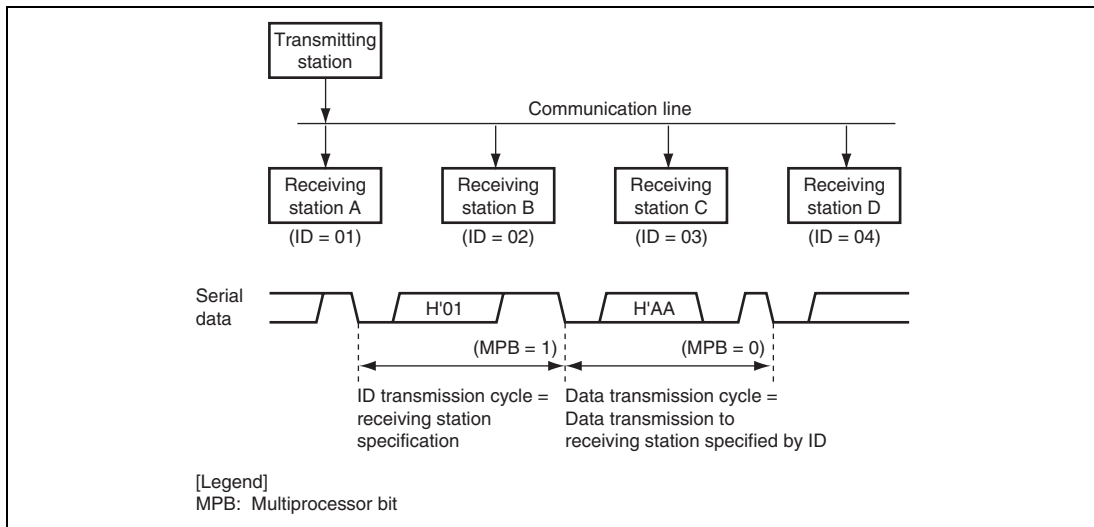 Transmitting
station
Communication line
Receiving
station A
Receiving
station B
Receiving
station C
Receiving
station D
(ID = 01)
(ID = 02)
(ID = 03)
(ID = 04)
Serial
data
H'01
H'AA
(MPB = 1)
(MPB = 0)
ID transmission cycle =
receiving station
specification
Data transmission cycle =
Data transmission to
receiving station specified by ID
[Legend]
MPB: Multiprocessor bit